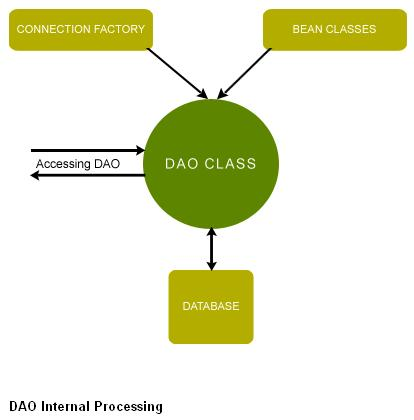 CONNECTION FACTORY
BEAN CLASSES
DAO CLASS
Accessing DAO
DATABASE
DAO Internal Processing